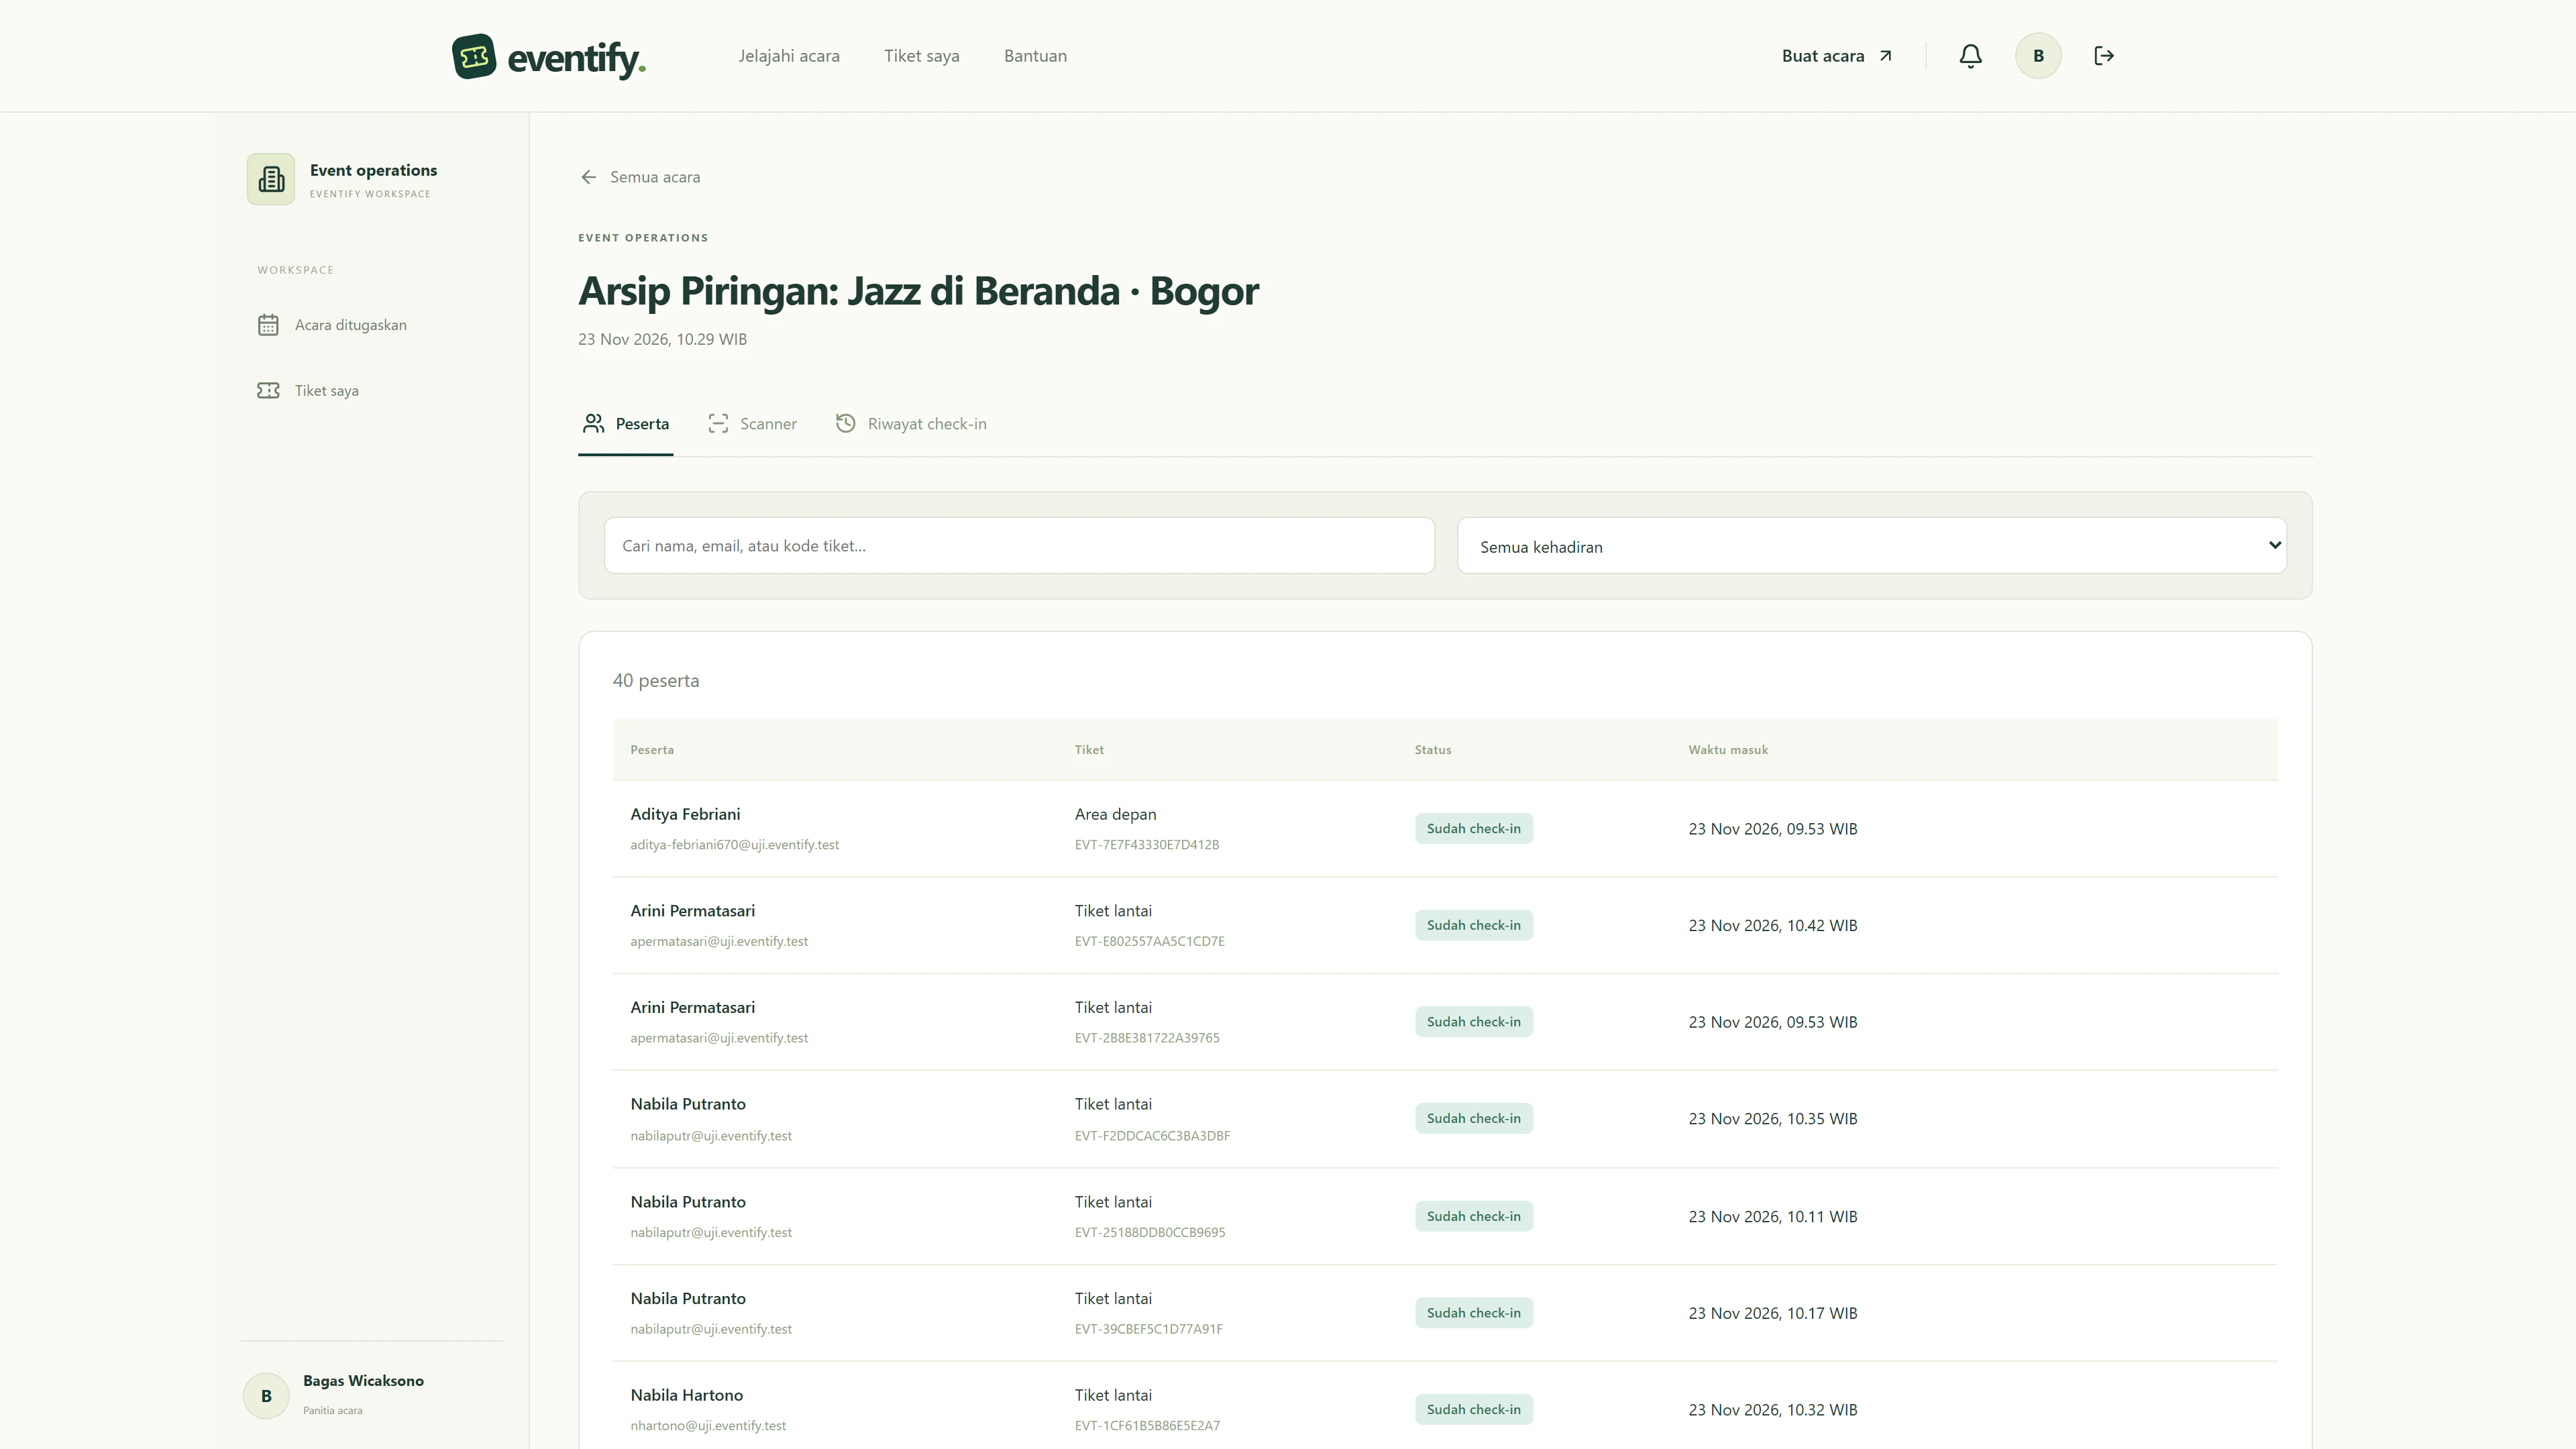 eventify.
Jelajahi acara
Tiket saya
Bantuan
Buat acara
B
Event operations
EVENTIFY WORKSPACE
WORKSPACE
Acara ditugaskan
Tiket saya
Bagas Wicaksono
B
Panitia acara
Semua acara
EVENT OPERATIONS
Arsip Piringan: Jazz di Beranda · Bogor
23 Nov 2026, 10.29 WIB
Peserta
Scanner
Riwayat check-in
Cari nama, email, atau kode tiket...
Semua kehadiran
40 peserta
Peserta Tiket Status Waktu masuk
Aditya Febriani Area depan
Sudah check-in 23 Nov 2026, 09.53 WIB
aditya-febriani670@uji.eventify.test EVT-7E7F43330E7D412B
Arini Permatasari Tiket lantai
Sudah check-in 23 Nov 2026, 10.42 WIB
apermatasari@uji.eventify.test EVT-E802557AA5C1CD7E
Arini Permatasari Tiket lantai
Sudah check-in 23 Nov 2026, 09.53 WIB
apermatasari@uji.eventify.test EVT-2B8E381722A39765
Nabila Putranto Tiket lantai
Sudah check-in 23 Nov 2026, 10.35 WIB
nabilaputr@uji.eventify.test EVT-F2DDCAC6C3BA3DBF
Nabila Putranto Tiket lantai
Sudah check-in 23 Nov 2026, 10.11 WIB
nabilaputr@uji.eventify.test EVT-25188DDB0CCB9695
Nabila Putranto Tiket lantai
Sudah check-in 23 Nov 2026, 10.17 WIB
nabilaputr@uji.eventify.test EVT-39CBEF5C1D77A91F
Nabila Hartono Tiket lantai
Sudah check-in 23 Nov 2026, 10.32 WIB
nhartono@uji.eventify.test EVT-1CF61B5B86E5E2A7